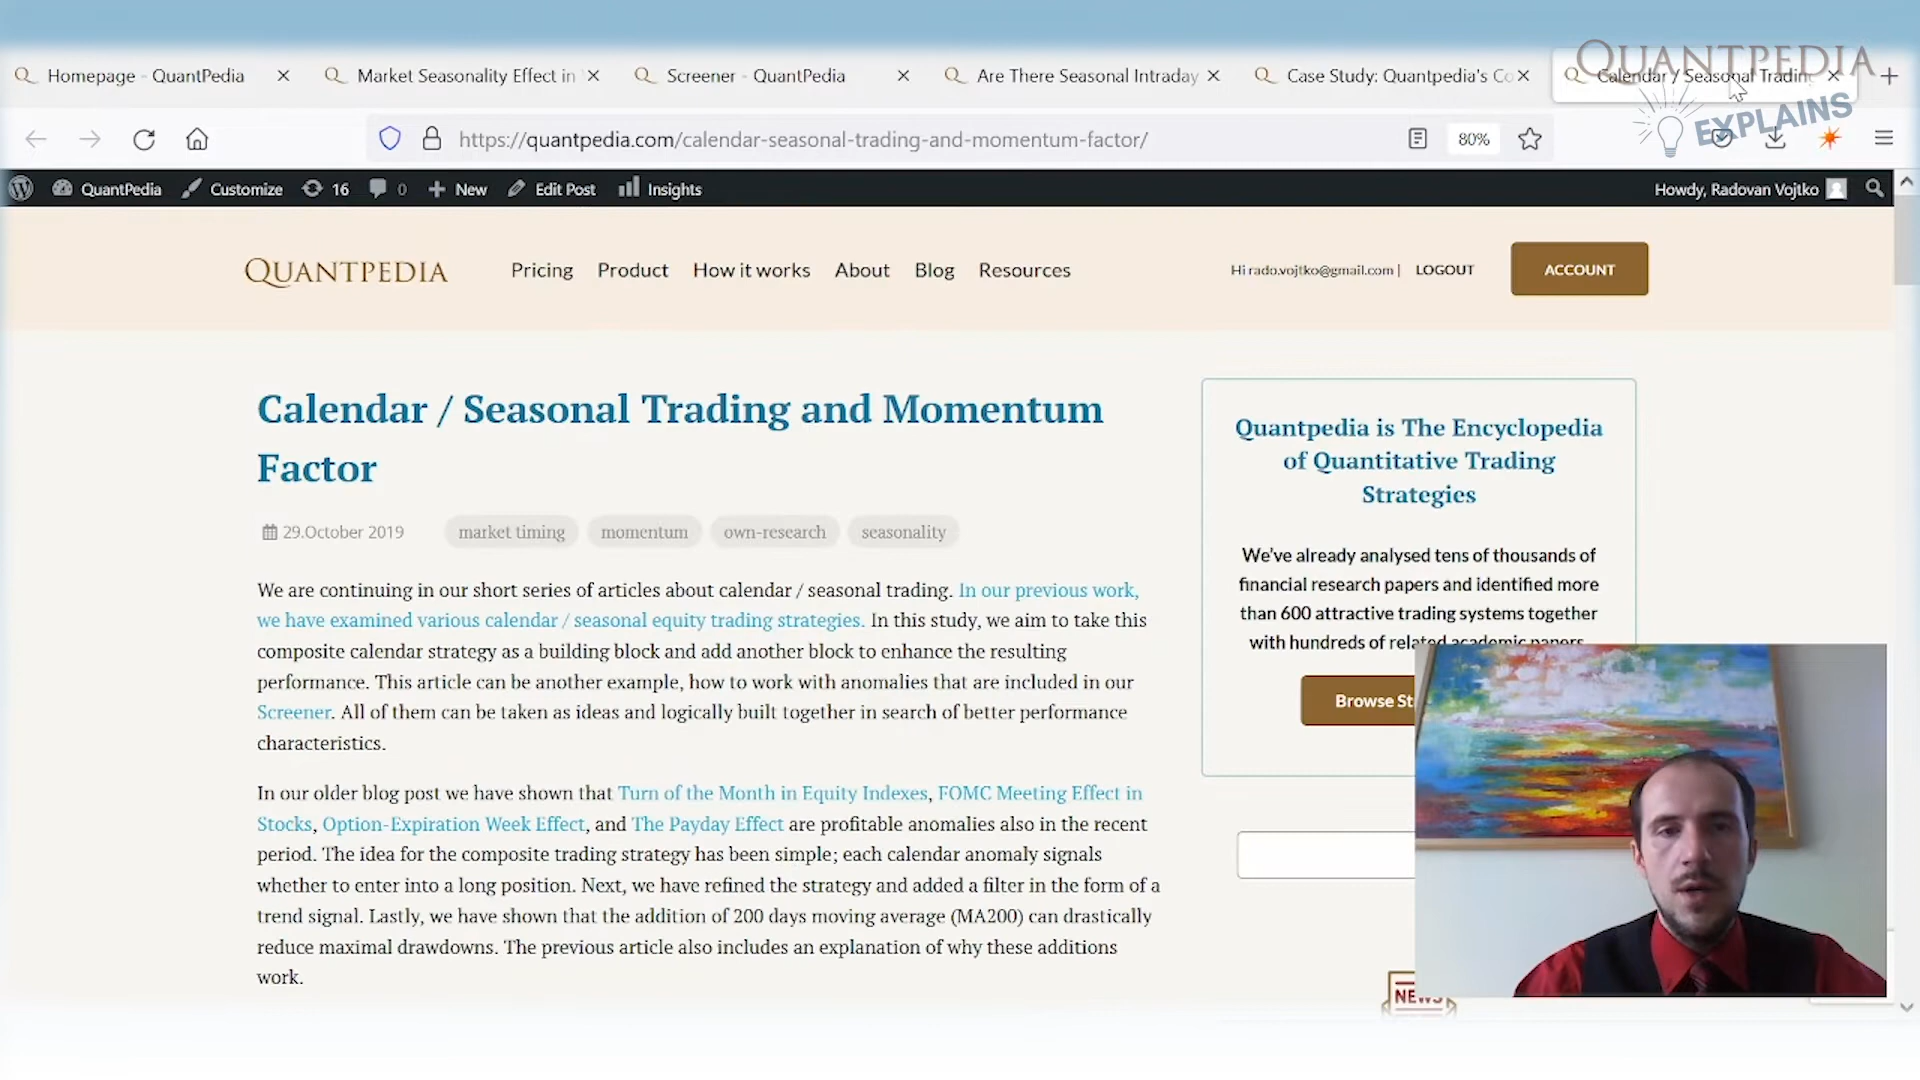 QUANTPEDIA
EXPLAINS
Homepage - QuantPedia
Market Seasonality Effect in
Screener - QuantPedia
Are There Seasonal Intraday
Case Study: Quantpedia's Co
Calendar / Seasonal Tradin
https://quantpedia.com/calendar-seasonal-trading-and-momentum-factor/
80%
QuantPedia Customize 16 0 New Edit Post Insights
Howdy, Radovan Vojtko
QUANTPEDIA
Pricing Product How it works About Blog Resources
Hi rado.vojtko@gmail.com | LOGOUT
ACCOUNT
Calendar / Seasonal Trading and Momentum
Factor
29.October 2019 market timing momentum own-research seasonality
We are continuing in our short series of articles about calendar / seasonal trading. In our previous work,
we have examined various calendar / seasonal equity trading strategies. In this study, we aim to take this
composite calendar strategy as a building block and add another block to enhance the resulting
performance. This article can be another example, how to work with anomalies that are included in our
Screener. All of them can be taken as ideas and logically built together in search of better performance
characteristics.
In our older blog post we have shown that Turn of the Month in Equity Indexes, FOMC Meeting Effect in
Stocks, Option-Expiration Week Effect, and The Payday Effect are profitable anomalies also in the recent
period. The idea for the composite trading strategy has been simple; each calendar anomaly signals
whether to enter into a long position. Next, we have refined the strategy and added a filter in the form of a
trend signal. Lastly, we have shown that the addition of 200 days moving average (MA200) can drastically
reduce maximal drawdowns. The previous article also includes an explanation of why these additions
work.
Quantpedia is The Encyclopedia
of Quantitative Trading
Strategies
We've already analysed tens of thousands of
financial research papers and identified more
than 600 attractive trading systems together
with hundreds of related academic papers
Browse St
NEWS